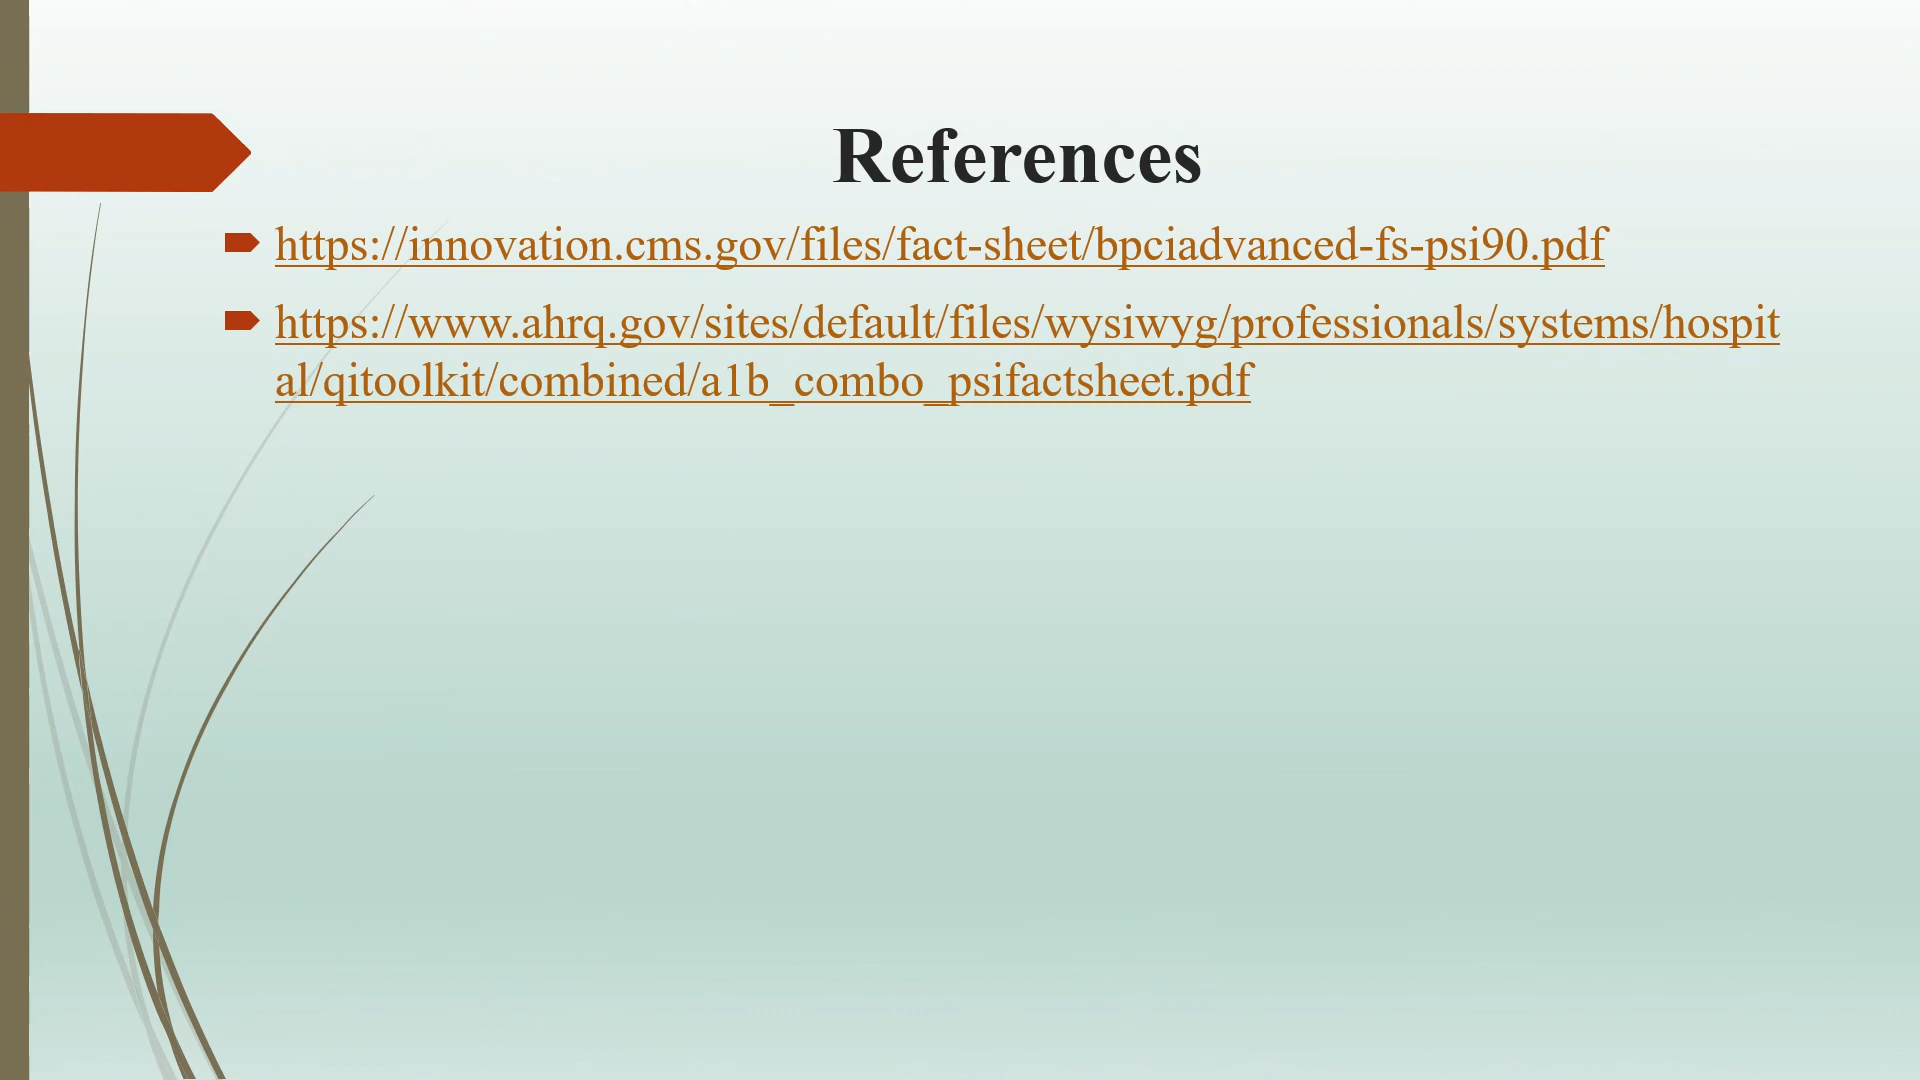 References
https://innovation.cms.gov/files/fact-sheet/bpciadvanced-fs-psi90.pdf
https://www.ahrq.gov/sites/default/files/wysiwyg/professionals/systems/hospit
al/qitoolkit/combined/a1b_combo_psifactsheet.pdf